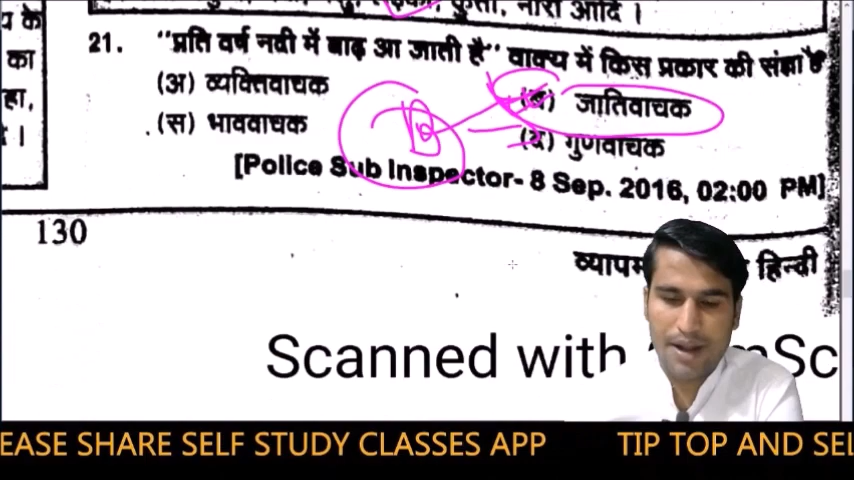 नारी आदि ।
का
21. "प्रति वर्ष नदी में बाढ़ आ जाती है" वाक्य में किस प्रकार की संज्ञा है
(अ) व्यक्तिवाचक
(ब) जातिवाचक
(स) भाववाचक
(द) गुणवाचक
[Police Sub Inspector- 8 Sep. 2016, 02:00 PM]
130
हिन्दी
Scanned with
EASE SHARE SELF STUDY CLASSES APP TIP TOP AND SEL